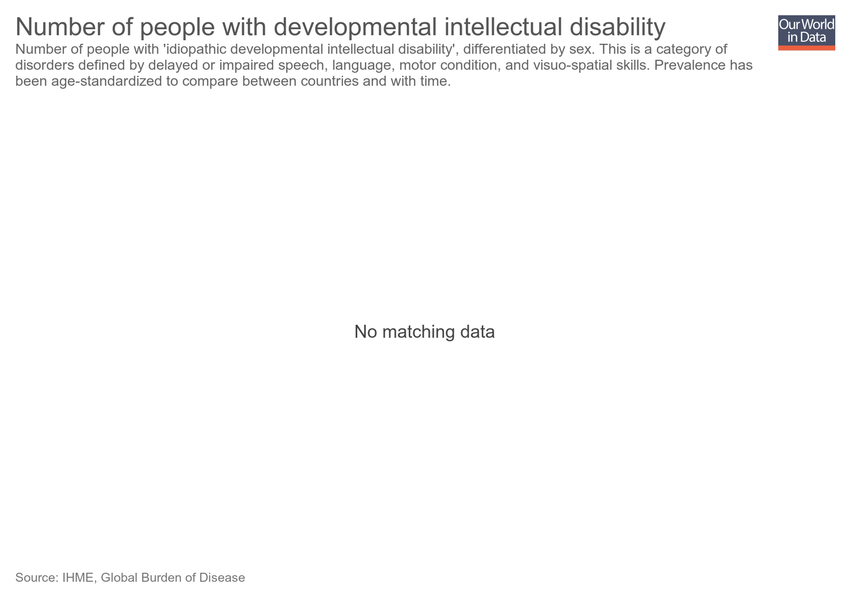 Number of people with developmental intellectual disability
Our World
in Data
Number of people with 'idiopathic developmental intellectual disability', differentiated by sex. This is a category of
disorders defined by delayed or impaired speech, language, motor condition, and visuo-spatial skills. Prevalence has
been age-standardized to compare between countries and with time.
No matching data
Source: IHME, Global Burden of Disease